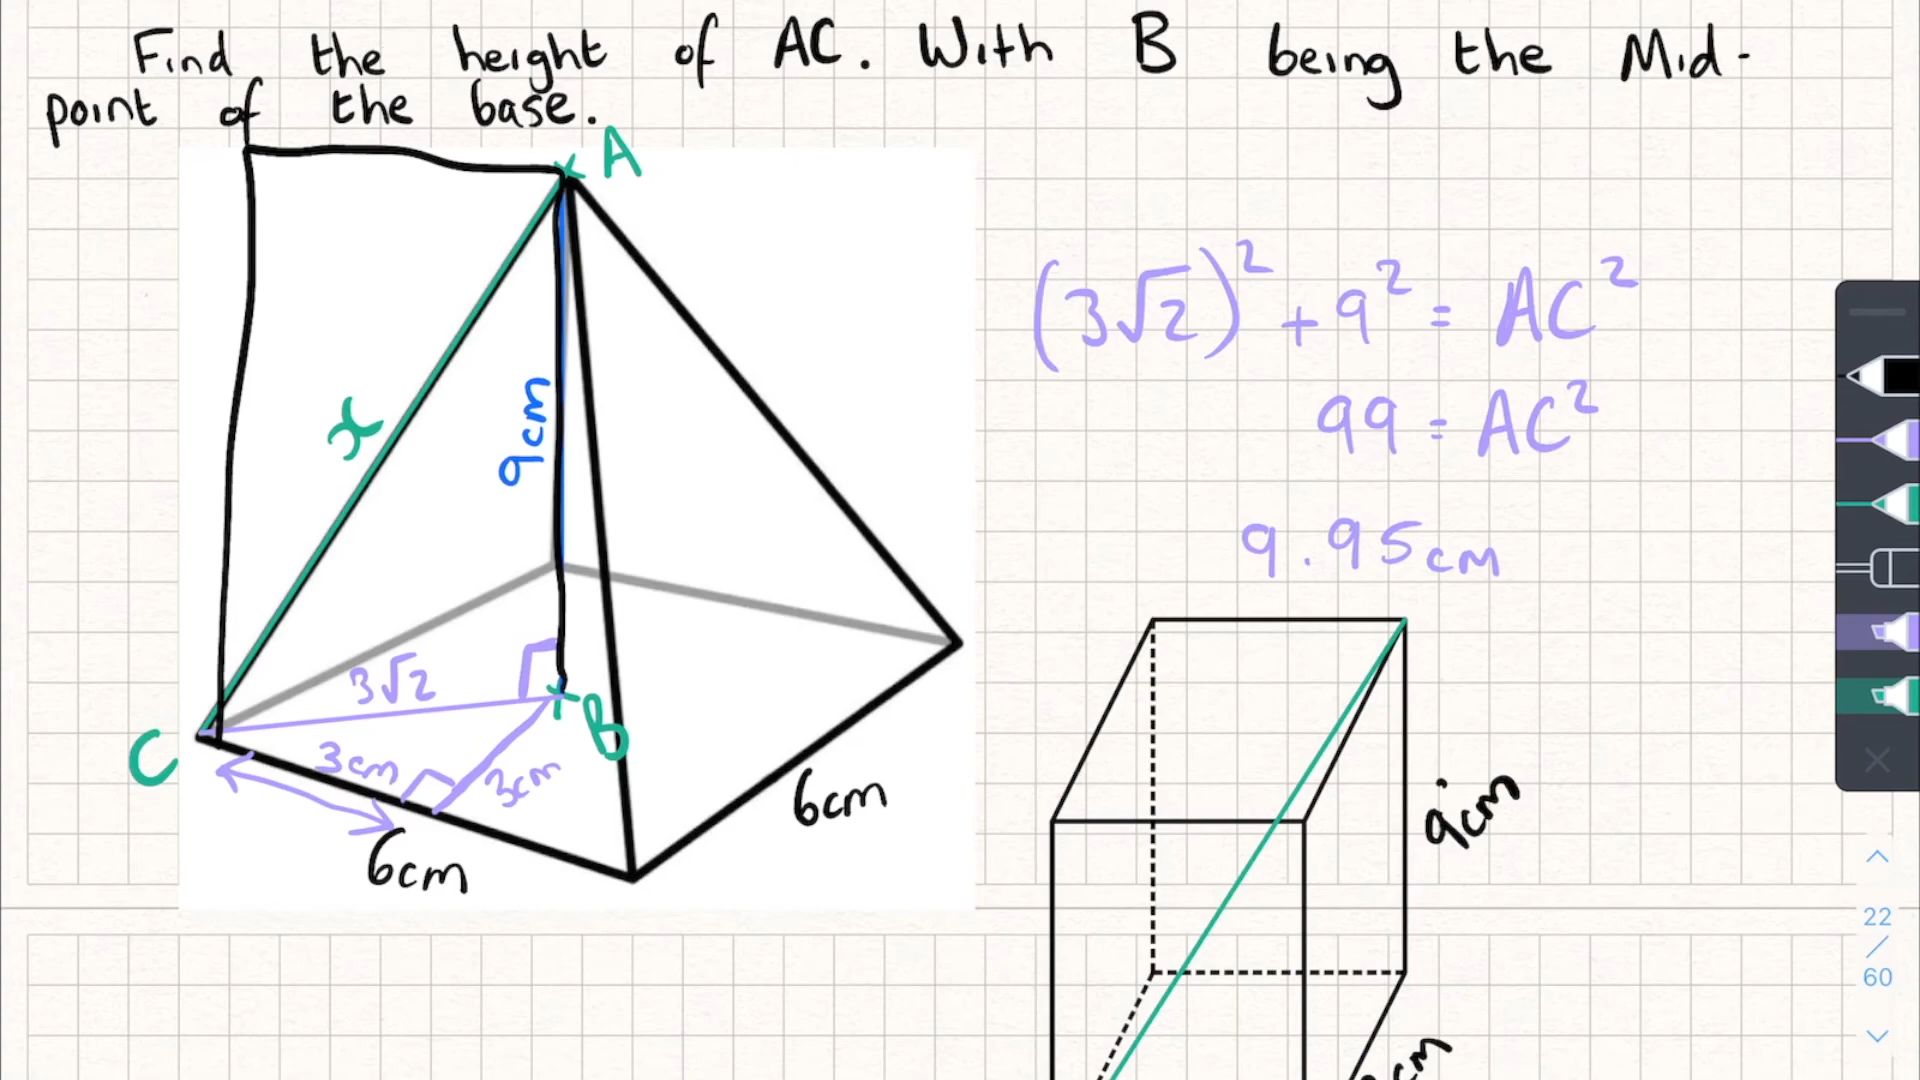 Find the height of AC. With B being the Mid-
point of the base.
A
(3√2)² + 9² = AC²
x
9cm
99 = AC²
9.95cm
3√2
B
C
3cm
3cm
6cm
9cm
6cm
22
/
60
cm